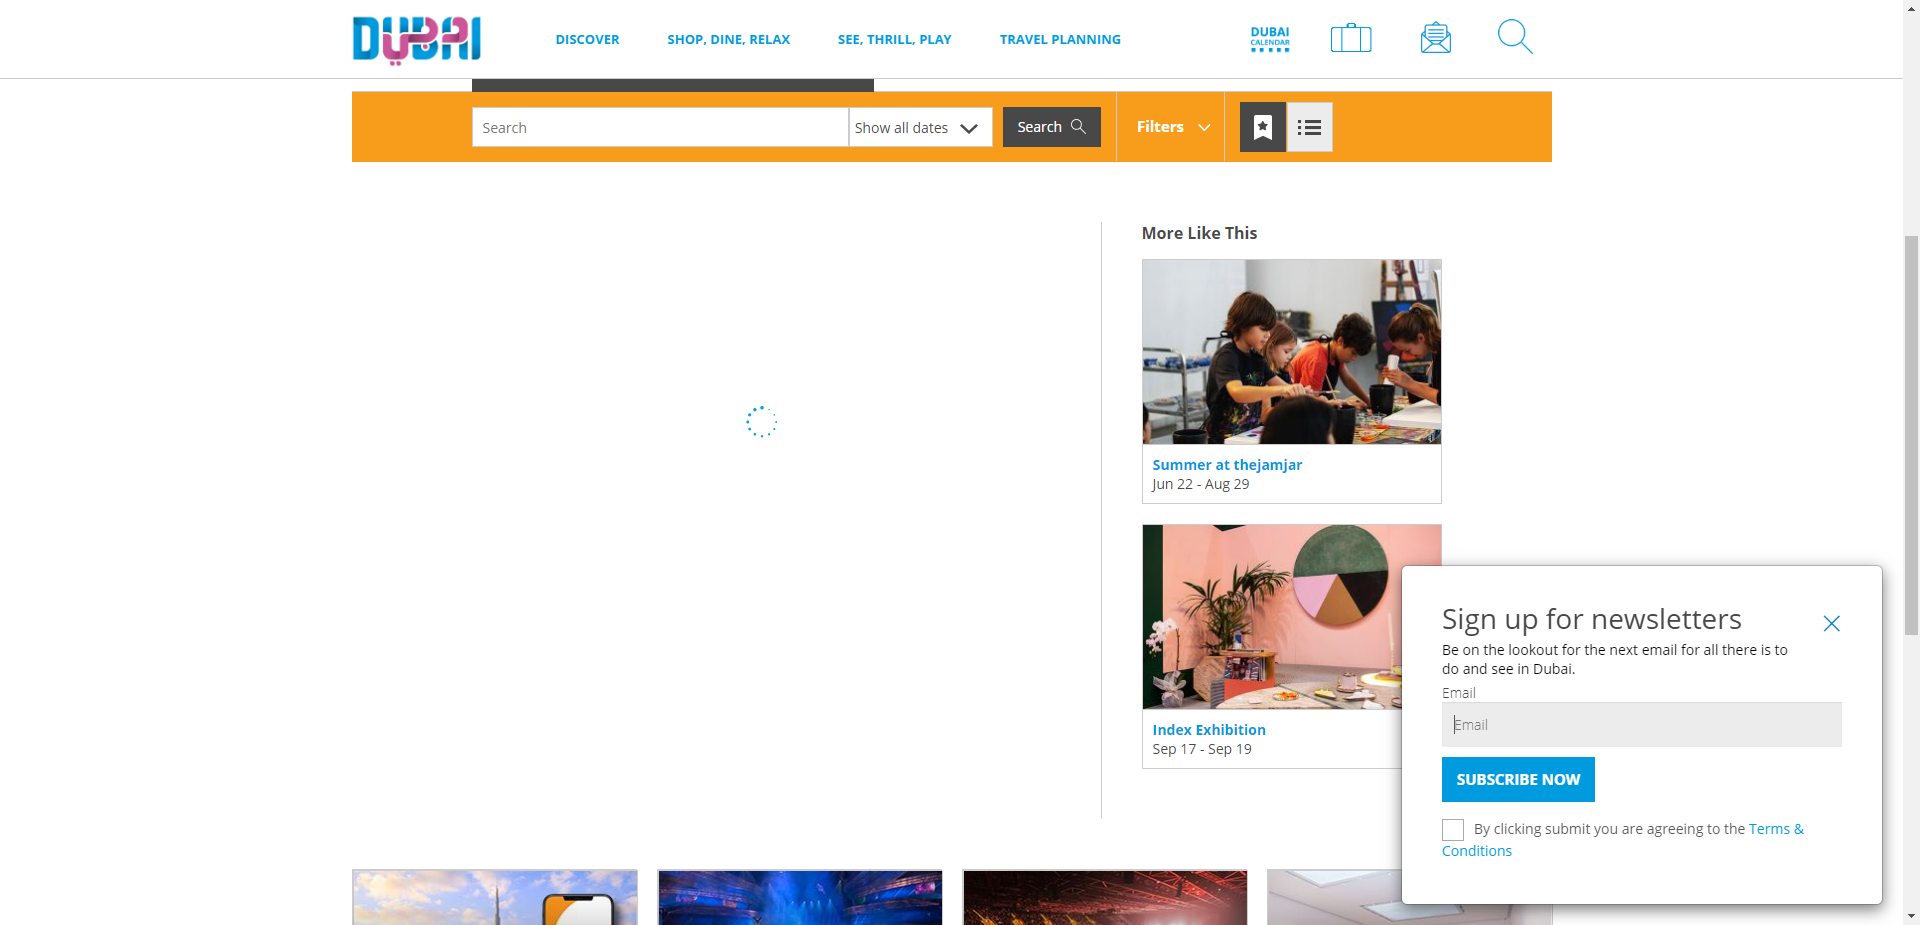 DUBAI
DISCOVER
SHOP, DINE, RELAX
SEE, THRILL, PLAY
TRAVEL PLANNING
DUBAI
CALENDAR
Search
Show all dates
Search
Filters
More Like This
Summer at thejamjar
Jun 22 - Aug 29
Index Exhibition
Sep 17 - Sep 19
Sign up for newsletters
Be on the lookout for the next email for all there is to
do and see in Dubai.
Email
Email
SUBSCRIBE NOW
By clicking submit you are agreeing to the Terms &
Conditions